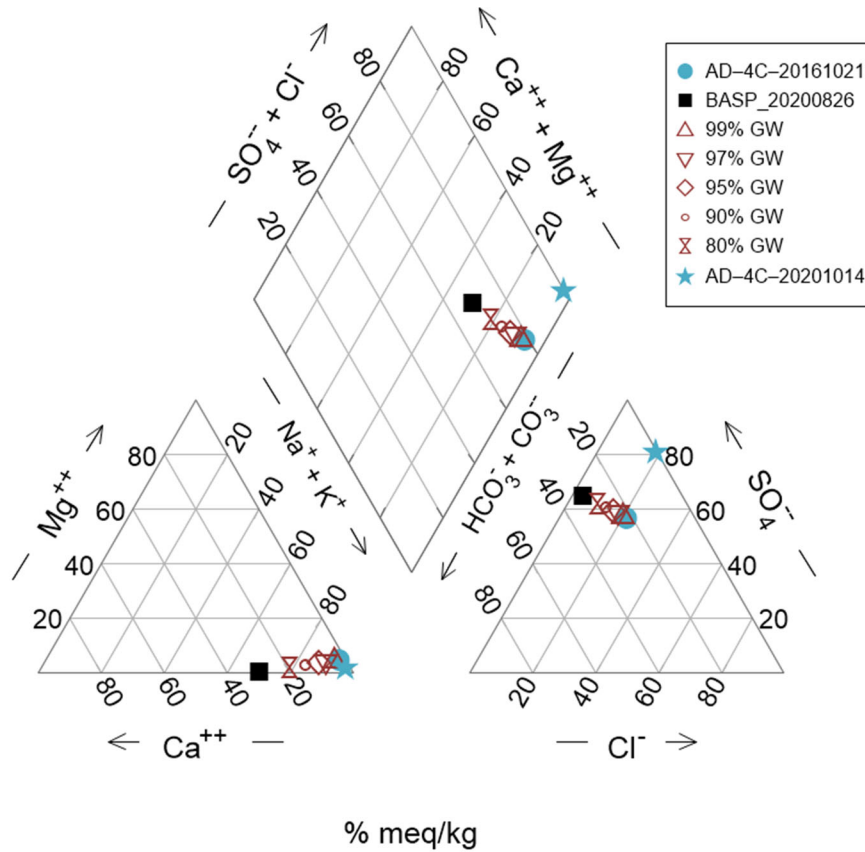 80
80
60
60
40
40
20
20
SO₄⁻⁻ + Cl⁻
Ca⁺⁺ + Mg⁺⁺
AD–4C–20161021
BASP_20200826
99% GW
97% GW
95% GW
90% GW
80% GW
AD–4C–20201014
Mg⁺⁺
80
60
40
20
Na⁺ + K⁺
20
40
60
80
80
60
40
20
Ca⁺⁺
HCO₃⁻ + CO₃⁻⁻
20
40
60
80
SO₄⁻⁻
80
60
40
20
20
40
60
80
Cl⁻
% meq/kg